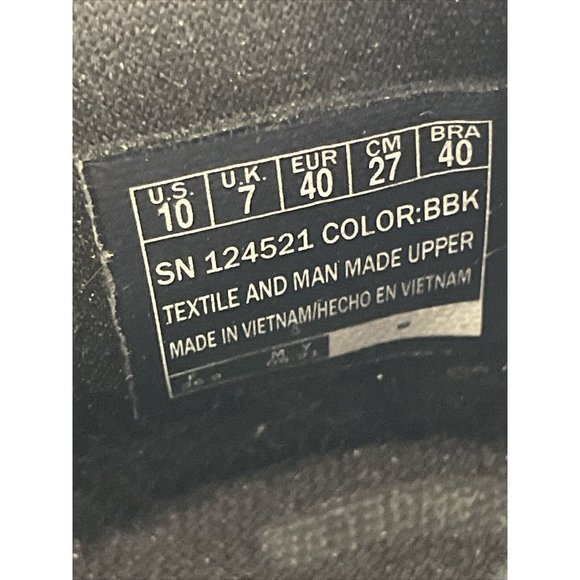 U.S. U.K. EUR CM BRA
10 7 40 27 40
SN 124521 COLOR:BBK
TEXTILE AND MAN MADE UPPER
MADE IN VIETNAM/HECHO EN VIETNAM
M Y